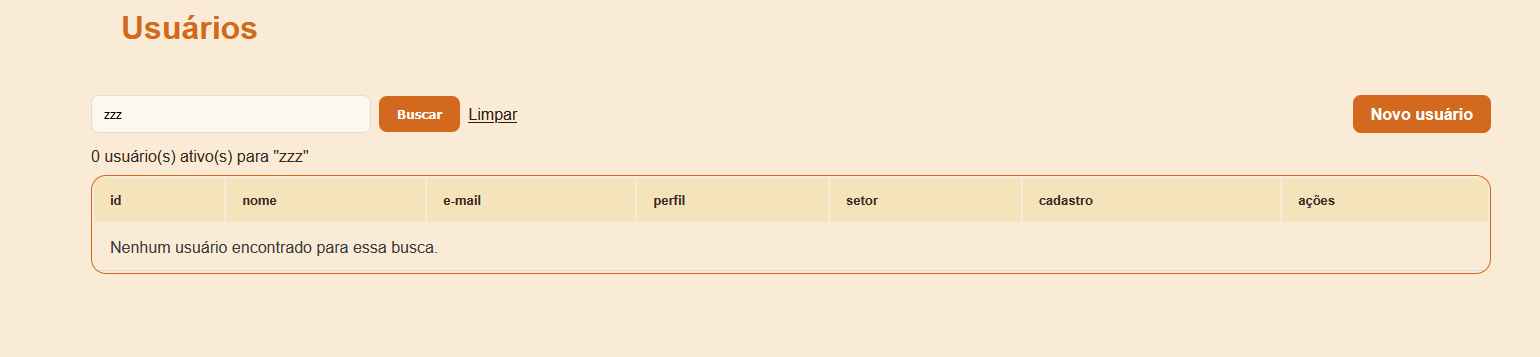 Usuários
zzz Buscar Limpar Novo usuário
0 usuário(s) ativo(s) para "zzz"
id nome e-mail perfil setor cadastro ações
Nenhum usuário encontrado para essa busca.